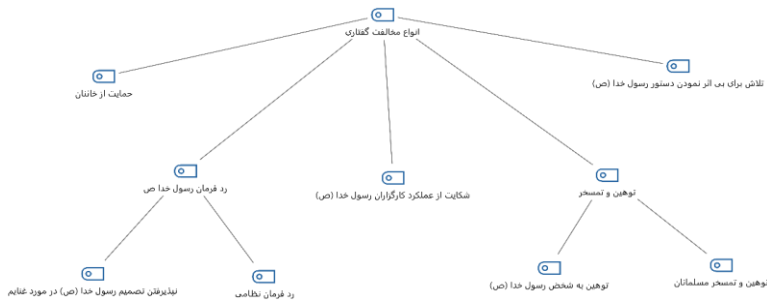 انواع مخالفت گفتاری
تلاش برای بی اثر نمودن دستور رسول خدا (ص)
حمایت از خائنان
توهین و تمسخر
شکایت از عملکرد کارگزاران رسول خدا (ص)
رد فرمان رسول خدا ص
توهین و تمسخر مسلمانان
توهین به شخص رسول خدا (ص)
رد فرمان نظامی
نپذیرفتن تصمیم رسول خدا (ص) در مورد غنایم